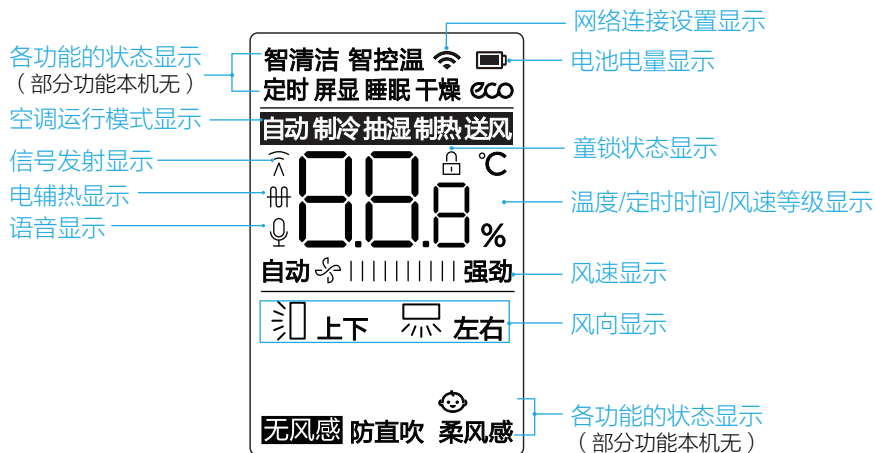 网络连接设置显示
各功能的状态显示
（部分功能本机无）
智清洁 智控温
电池电量显示
定时 屏显 睡眠 干燥 eco
空调运行模式显示
自动 制冷 抽湿 制热 送风
童锁状态显示
信号发射显示
℃
电辅热显示
88.8
温度/定时时间/风速等级显示
语音显示
%
自动 强劲
风速显示
上下 左右
风向显示
各功能的状态显示
（部分功能本机无）
无风感 防直吹 柔风感